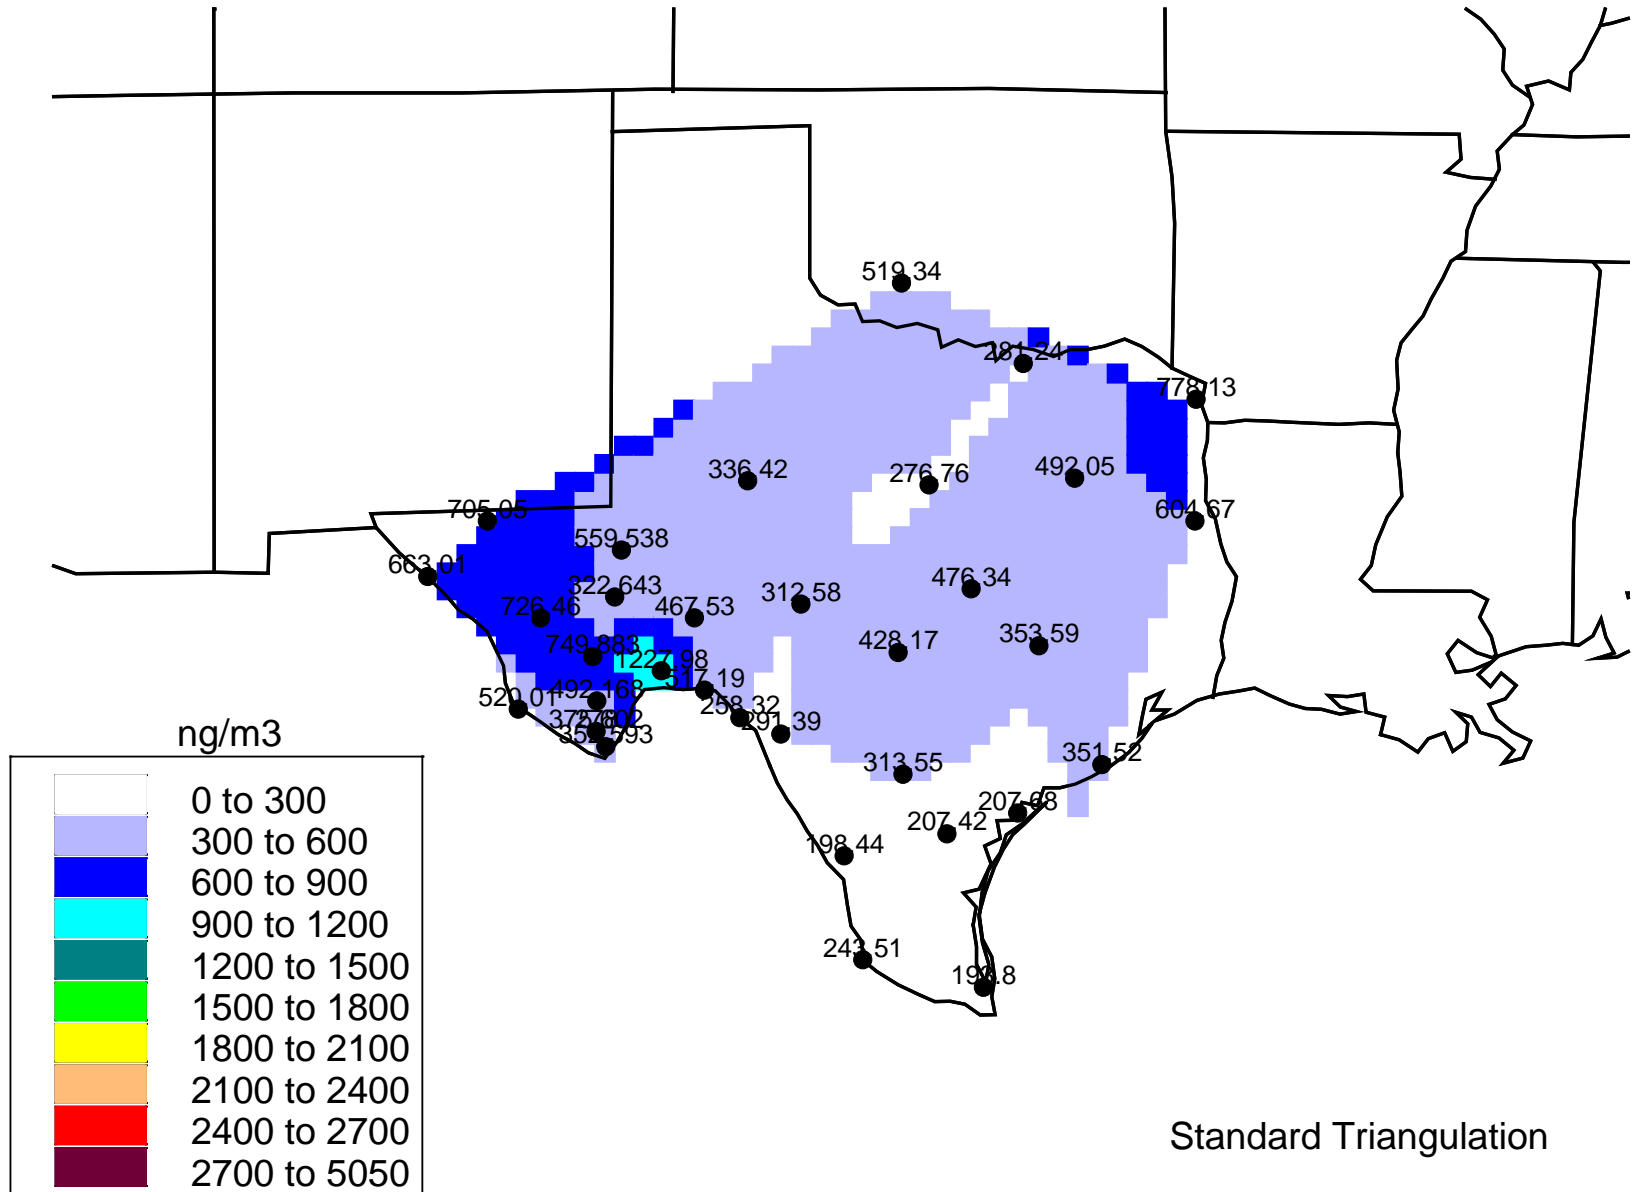 519.34
281.24
778.13
336.42
276.76
492.05
705.05
604.67
559.538
663.01
322.643
476.34
312.58
726.46
467.53
353.59
428.17
749.883
1227.98
517.19
492.168
520.01
258.32
291.39
313.55
351.52
207.68
207.42
198.44
243.51
ng/m3
0 to 300
300 to 600
600 to 900
900 to 1200
1200 to 1500
1500 to 1800
1800 to 2100
2100 to 2400
2400 to 2700
2700 to 5050
Standard Triangulation